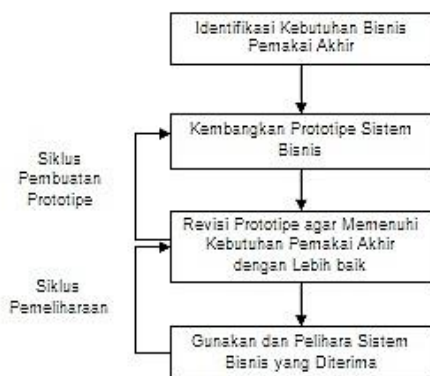 Identifikasi Kebutuhan Bisnis
Pemakai Akhir
Kembangkan Prototipe Sistem
Bisnis
Siklus
Pembuatan
Prototipe
Revisi Prototipe agar Memenuhi
Kebutuhan Pemakai Akhir
dengan Lebih baik
Siklus
Pemeliharaan
Gunakan dan Pelihara Sistem
Bisnis yang Diterima